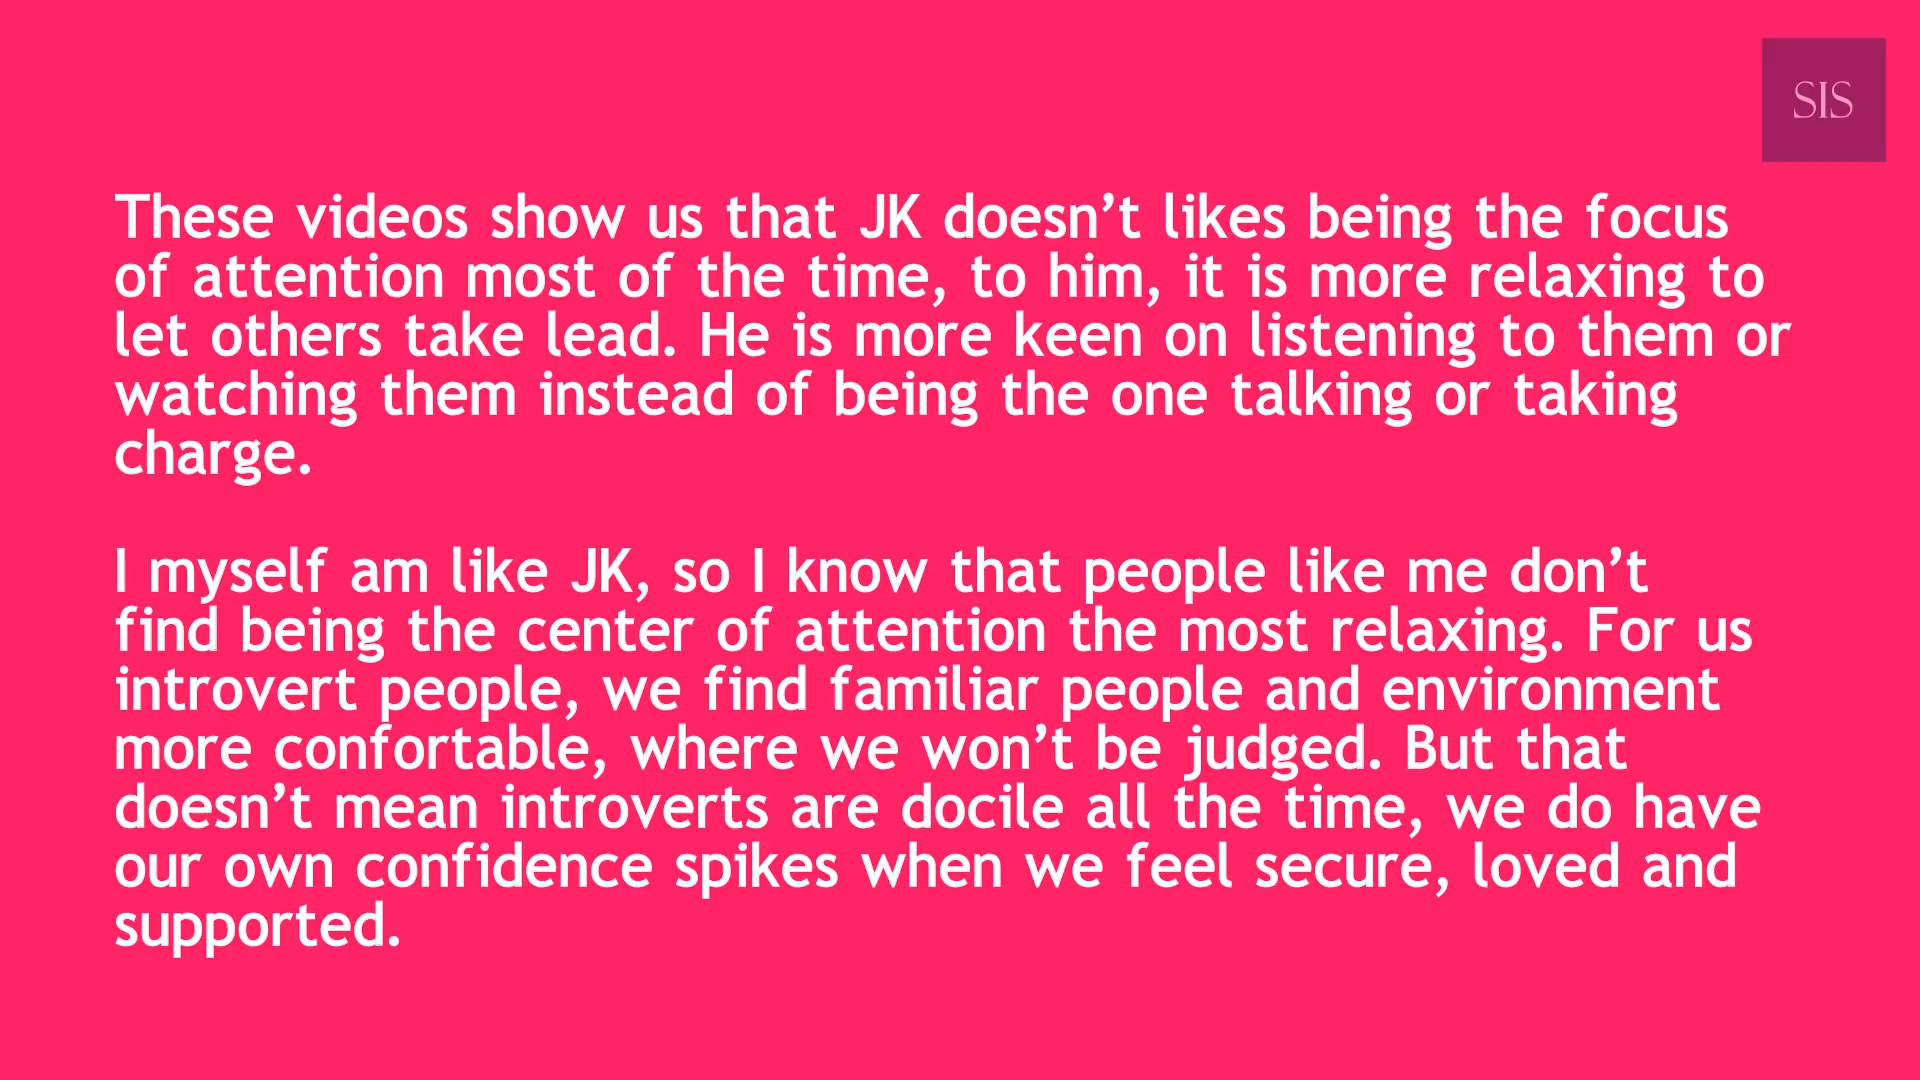 SIS
These videos show us that JK doesn’t likes being the focus
of attention most of the time, to him, it is more relaxing to
let others take lead. He is more keen on listening to them or
watching them instead of being the one talking or taking
charge.
I myself am like JK, so I know that people like me don’t
find being the center of attention the most relaxing. For us
introvert people, we find familiar people and environment
more confortable, where we won’t be judged. But that
doesn’t mean introverts are docile all the time, we do have
our own confidence spikes when we feel secure, loved and
supported.